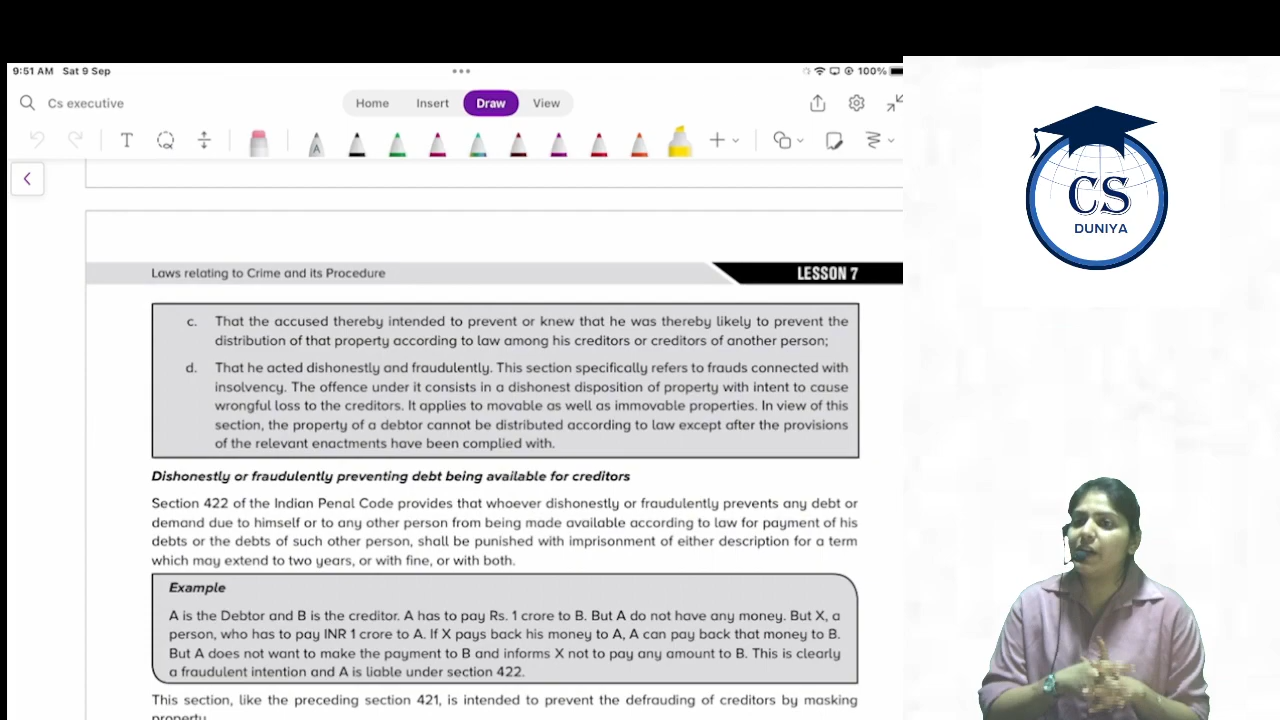 9:51 AM Sat 9 Sep
100%
Cs executive
Home Insert Draw View
T
A
CS
DUNIYA
Laws relating to Crime and its Procedure
LESSON 7
c. That the accused thereby intended to prevent or knew that he was thereby likely to prevent the
distribution of that property according to law among his creditors or creditors of another person;
d. That he acted dishonestly and fraudulently. This section specifically refers to frauds connected with
insolvency. The offence under it consists in a dishonest disposition of property with intent to cause
wrongful loss to the creditors. It applies to movable as well as immovable properties. In view of this
section, the property of a debtor cannot be distributed according to law except after the provisions
of the relevant enactments have been complied with.
Dishonestly or fraudulently preventing debt being available for creditors
Section 422 of the Indian Penal Code provides that whoever dishonestly or fraudulently prevents any debt or
demand due to himself or to any other person from being made available according to law for payment of his
debts or the debts of such other person, shall be punished with imprisonment of either description for a term
which may extend to two years, or with fine, or with both.
Example
A is the Debtor and B is the creditor. A has to pay Rs. 1 crore to B. But A do not have any money. But X, a
person, who has to pay INR 1 crore to A. If X pays back his money to A, A can pay back that money to B.
But A does not want to make the payment to B and informs X not to pay any amount to B. This is clearly
a fraudulent intention and A is liable under section 422.
This section, like the preceding section 421, is intended to prevent the defrauding of creditors by masking
property.